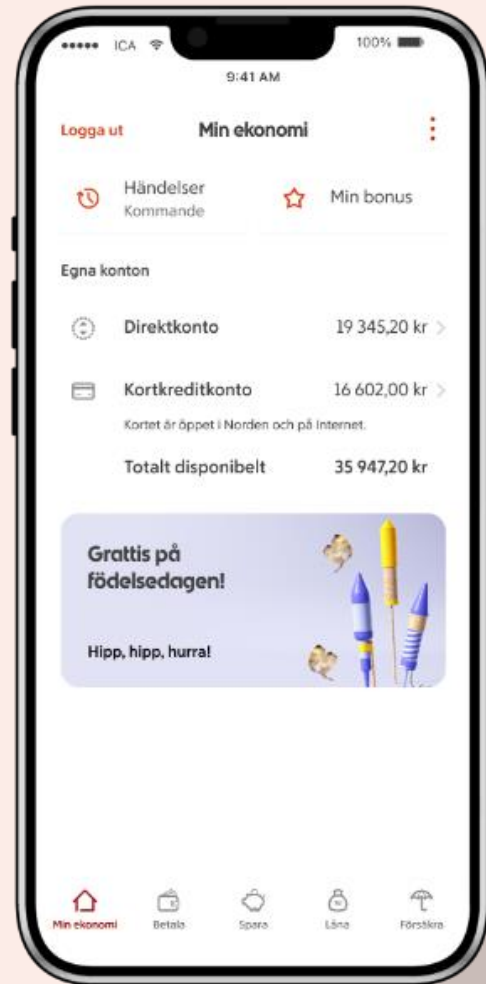 ICA 100%
9:41 AM
Logga ut Min ekonomi
Händelser
Kommande
Min bonus
Egna konton
Direktkonto 19 345,20 kr
Kortkreditkonto 16 602,00 kr
Kortet är öppet i Norden och på Internet.
Totalt disponibelt 35 947,20 kr
Grattis på
födelsedagen!
Hipp, hipp, hurra!
Min ekonomi Betala Spara Låna Försäkra